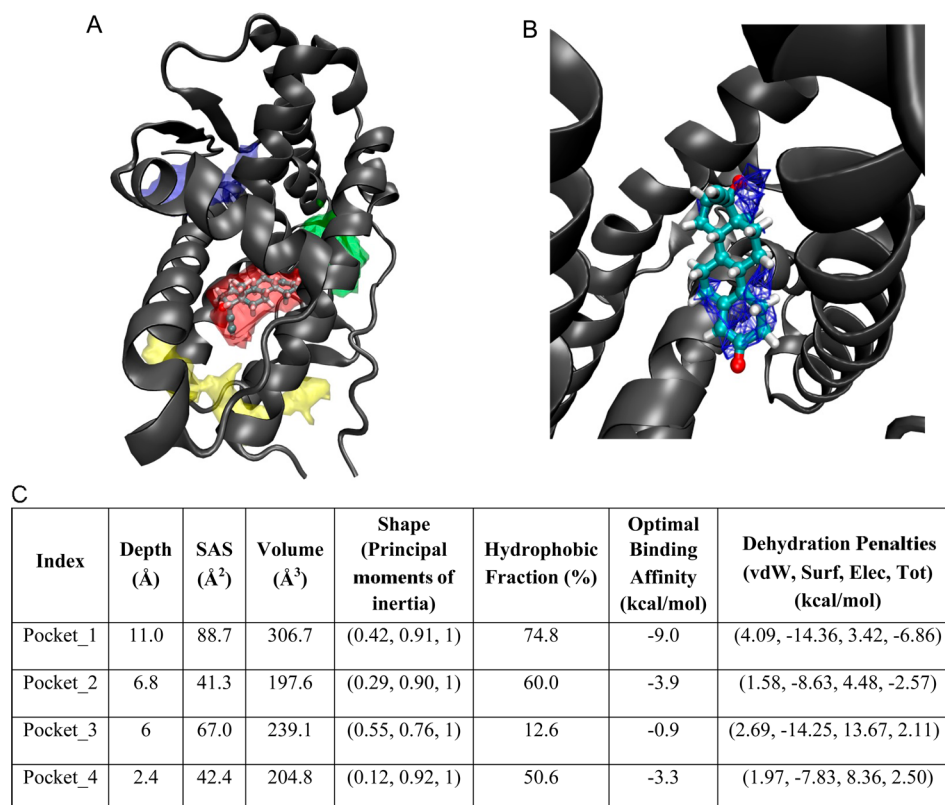 A
B
C
Index | Depth (Å) | SAS (Å²) | Volume (Å³) | Shape (Principal moments of inertia) | Hydrophobic Fraction (%) | Optimal Binding Affinity (kcal/mol) | Dehydration Penalties (vdW, Surf, Elec, Tot) (kcal/mol)
Pocket_1 | 11.0 | 88.7 | 306.7 | (0.42, 0.91, 1) | 74.8 | -9.0 | (4.09, -14.36, 3.42, -6.86)
Pocket_2 | 6.8 | 41.3 | 197.6 | (0.29, 0.90, 1) | 60.0 | -3.9 | (1.58, -8.63, 4.48, -2.57)
Pocket_3 | 6 | 67.0 | 239.1 | (0.55, 0.76, 1) | 12.6 | -0.9 | (2.69, -14.25, 13.67, 2.11)
Pocket_4 | 2.4 | 42.4 | 204.8 | (0.12, 0.92, 1) | 50.6 | -3.3 | (1.97, -7.83, 8.36, 2.50)